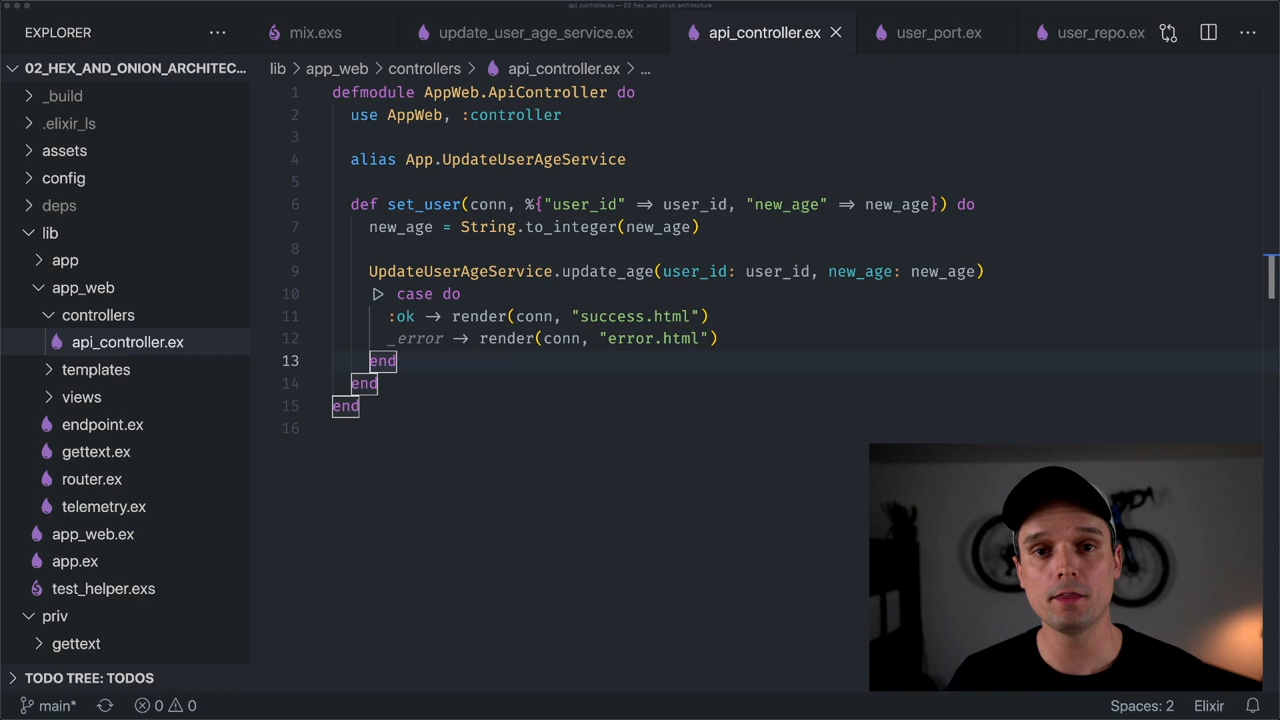 api_controller.ex — 02_hex_and_onion_architecture
EXPLORER
mix.exs
update_user_age_service.ex
api_controller.ex
user_port.ex
user_repo.ex
02_HEX_AND_ONION_ARCHITEC...
lib > app_web > controllers > api_controller.ex > ...
_build
.elixir_ls
assets
config
deps
lib
app
app_web
controllers
api_controller.ex
templates
views
endpoint.ex
gettext.ex
router.ex
telemetry.ex
app_web.ex
app.ex
test_helper.exs
priv
gettext
TODO TREE: TODOS
1 defmodule AppWeb.ApiController do
2 use AppWeb, :controller
3
4 alias App.UpdateUserAgeService
5
6 def set_user(conn, %{"user_id" => user_id, "new_age" => new_age}) do
7 new_age = String.to_integer(new_age)
8
9 UpdateUserAgeService.update_age(user_id: user_id, new_age: new_age)
10 |> case do
11 :ok -> render(conn, "success.html")
12 _error -> render(conn, "error.html")
13 end
14 end
15 end
16
main* 0 0
Spaces: 2 Elixir